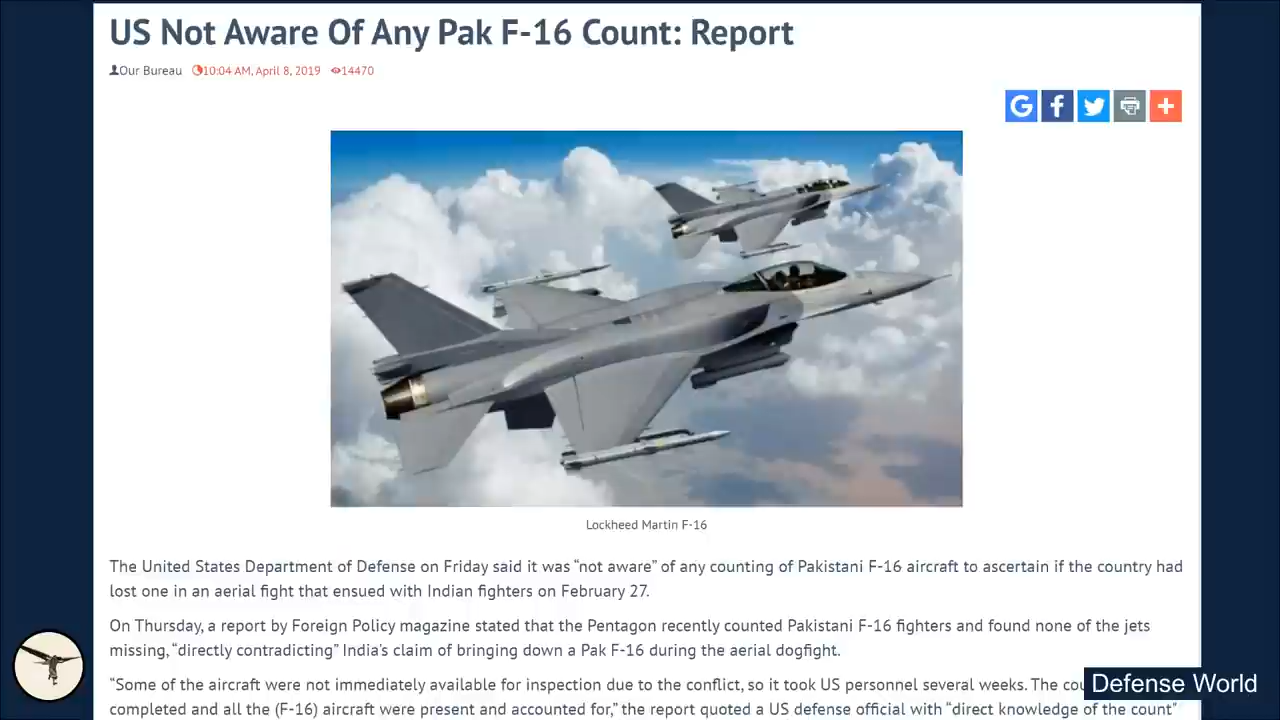 US Not Aware Of Any Pak F-16 Count: Report
Our Bureau 10:04 AM, April 8, 2019 14470
Lockheed Martin F-16
The United States Department of Defense on Friday said it was “not aware” of any counting of Pakistani F-16 aircraft to ascertain if the country had
lost one in an aerial fight that ensued with Indian fighters on February 27.
On Thursday, a report by Foreign Policy magazine stated that the Pentagon recently counted Pakistani F-16 fighters and found none of the jets
missing, “directly contradicting” India’s claim of bringing down a Pak F-16 during the aerial dogfight.
“Some of the aircraft were not immediately available for inspection due to the conflict, so it took US personnel several weeks. The
completed and all the (F-16) aircraft were present and accounted for,” the report quoted a US defense official with “direct knowledge of the count”
Defense World